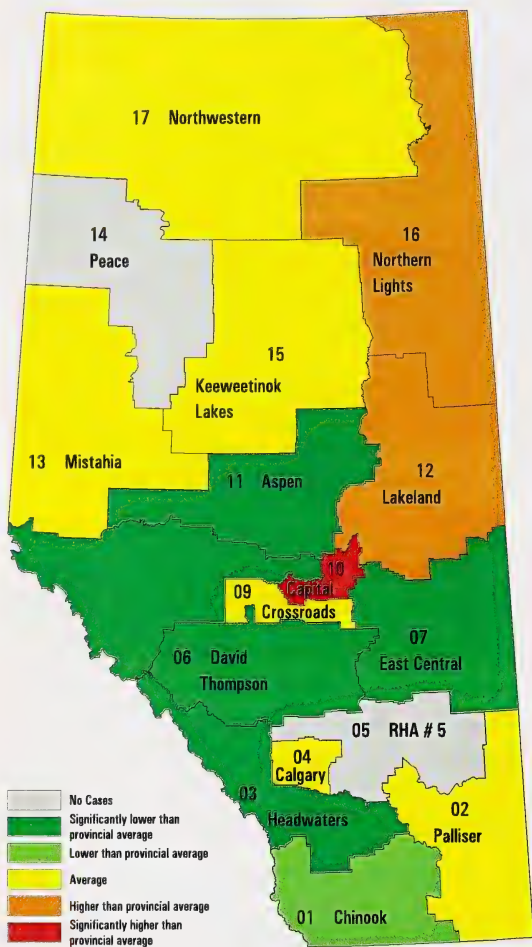 17 Northwestern
14
Peace
16
Northern
Lights
15
Keeweetinok
Lakes
13 Mistahia
12
Lakeland
11 Aspen
10
Capital
09
Crossroads
07
East Central
06 David
Thompson
05 RHA # 5
04
Calgary
03
Headwaters
02
Palliser
01 Chinook
No Cases
Significantly lower than
provincial average
Lower than provincial average
Average
Higher than provincial average
Significantly higher than
provincial average